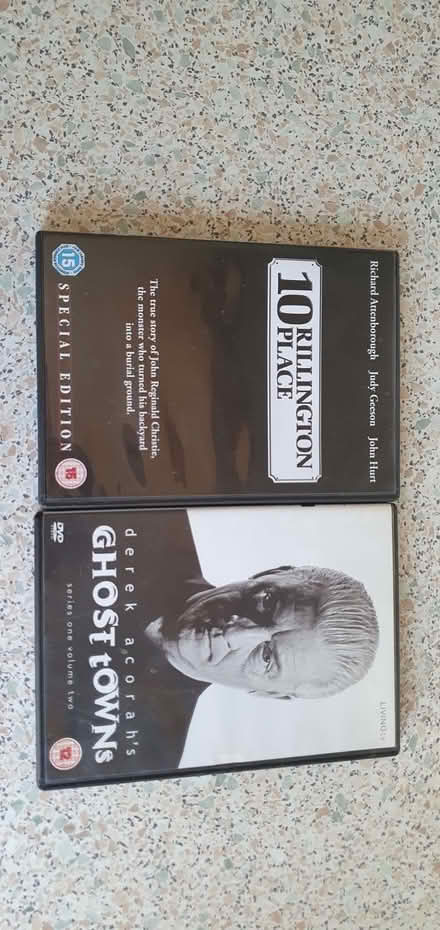 Richard Attenborough Judy Geeson John Hurt
10 RILLINGTON
PLACE
The true story of John Reginald Christie,
the monster who turned his backyard
into a burial ground.
15 SPECIAL EDITION 15
LIVINGtv
derek acorah's
GHOST tOWNs
series one volume two
DVD
12